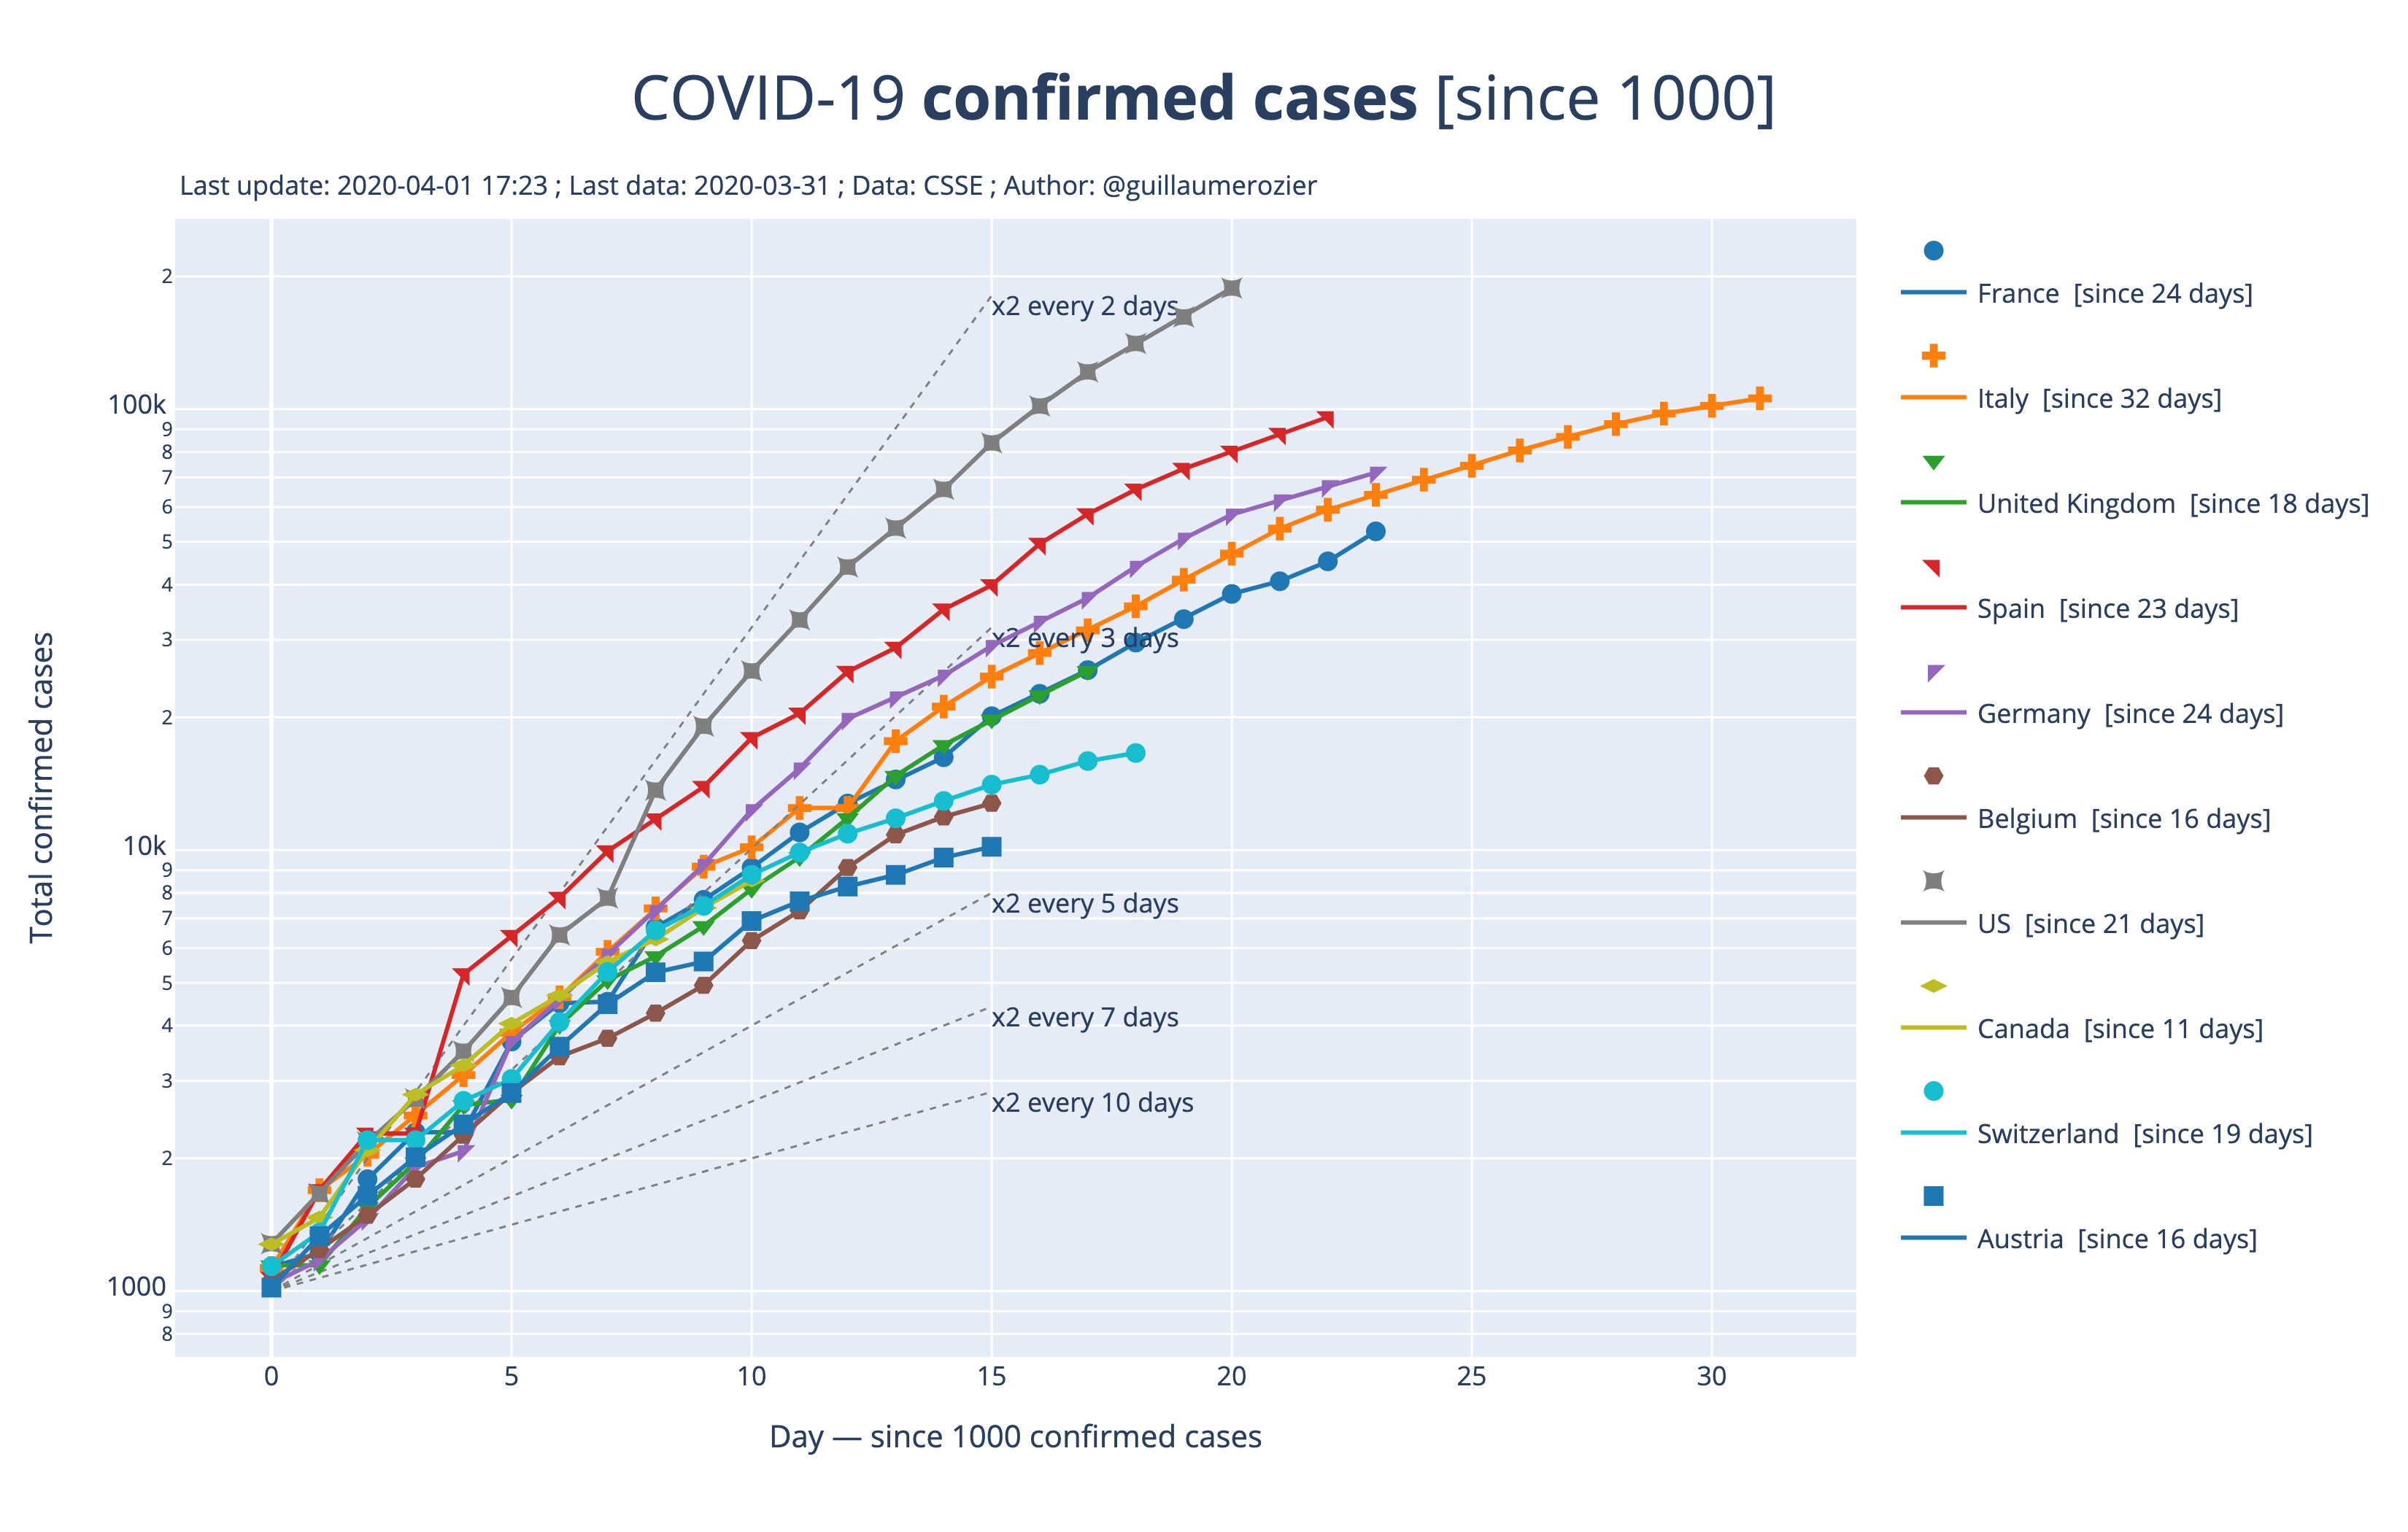 COVID-19 confirmed cases [since 1000]
Last update: 2020-04-01 17:23 ; Last data: 2020-03-31 ; Data: CSSE ; Author: @guillaumerozier
Total confirmed cases
2
100k
9
8
7
6
5
4
3
2
10k
9
8
7
6
5
4
3
2
1000
9
8
x2 every 2 days
x2 every 3 days
x2 every 5 days
x2 every 7 days
x2 every 10 days
0 5 10 15 20 25 30
Day — since 1000 confirmed cases
France [since 24 days]
Italy [since 32 days]
United Kingdom [since 18 days]
Spain [since 23 days]
Germany [since 24 days]
Belgium [since 16 days]
US [since 21 days]
Canada [since 11 days]
Switzerland [since 19 days]
Austria [since 16 days]